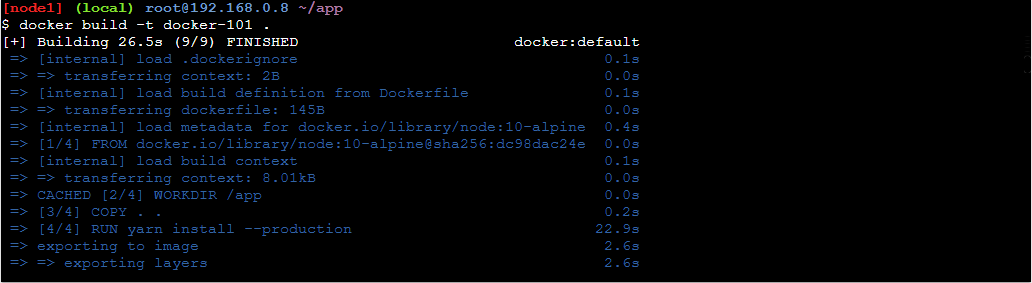 [node1] (local) root@192.168.0.8 ~/app
$ docker build -t docker-101 .
[+] Building 26.5s (9/9) FINISHED docker:default
=> [internal] load .dockerignore 0.1s
=> => transferring context: 2B 0.0s
=> [internal] load build definition from Dockerfile 0.1s
=> => transferring dockerfile: 145B 0.0s
=> [internal] load metadata for docker.io/library/node:10-alpine 0.4s
=> [1/4] FROM docker.io/library/node:10-alpine@sha256:dc98dac24e 0.0s
=> [internal] load build context 0.1s
=> => transferring context: 8.01kB 0.0s
=> CACHED [2/4] WORKDIR /app 0.0s
=> [3/4] COPY . . 0.2s
=> [4/4] RUN yarn install --production 22.9s
=> exporting to image 2.6s
=> => exporting layers 2.6s